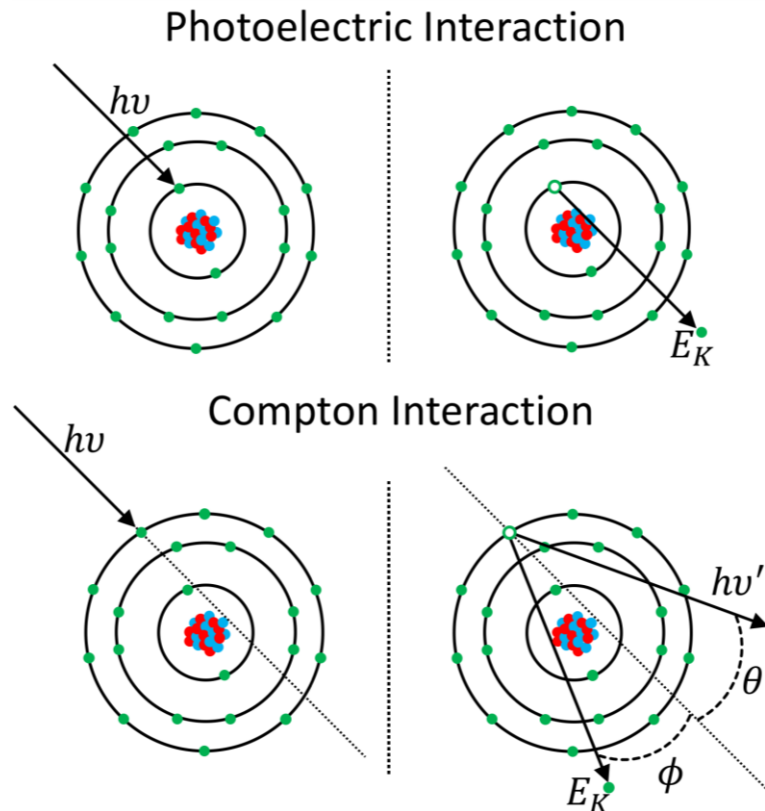 Photoelectric Interaction
hυ
E_K
Compton Interaction
hυ
hυ′
θ
ϕ
E_K